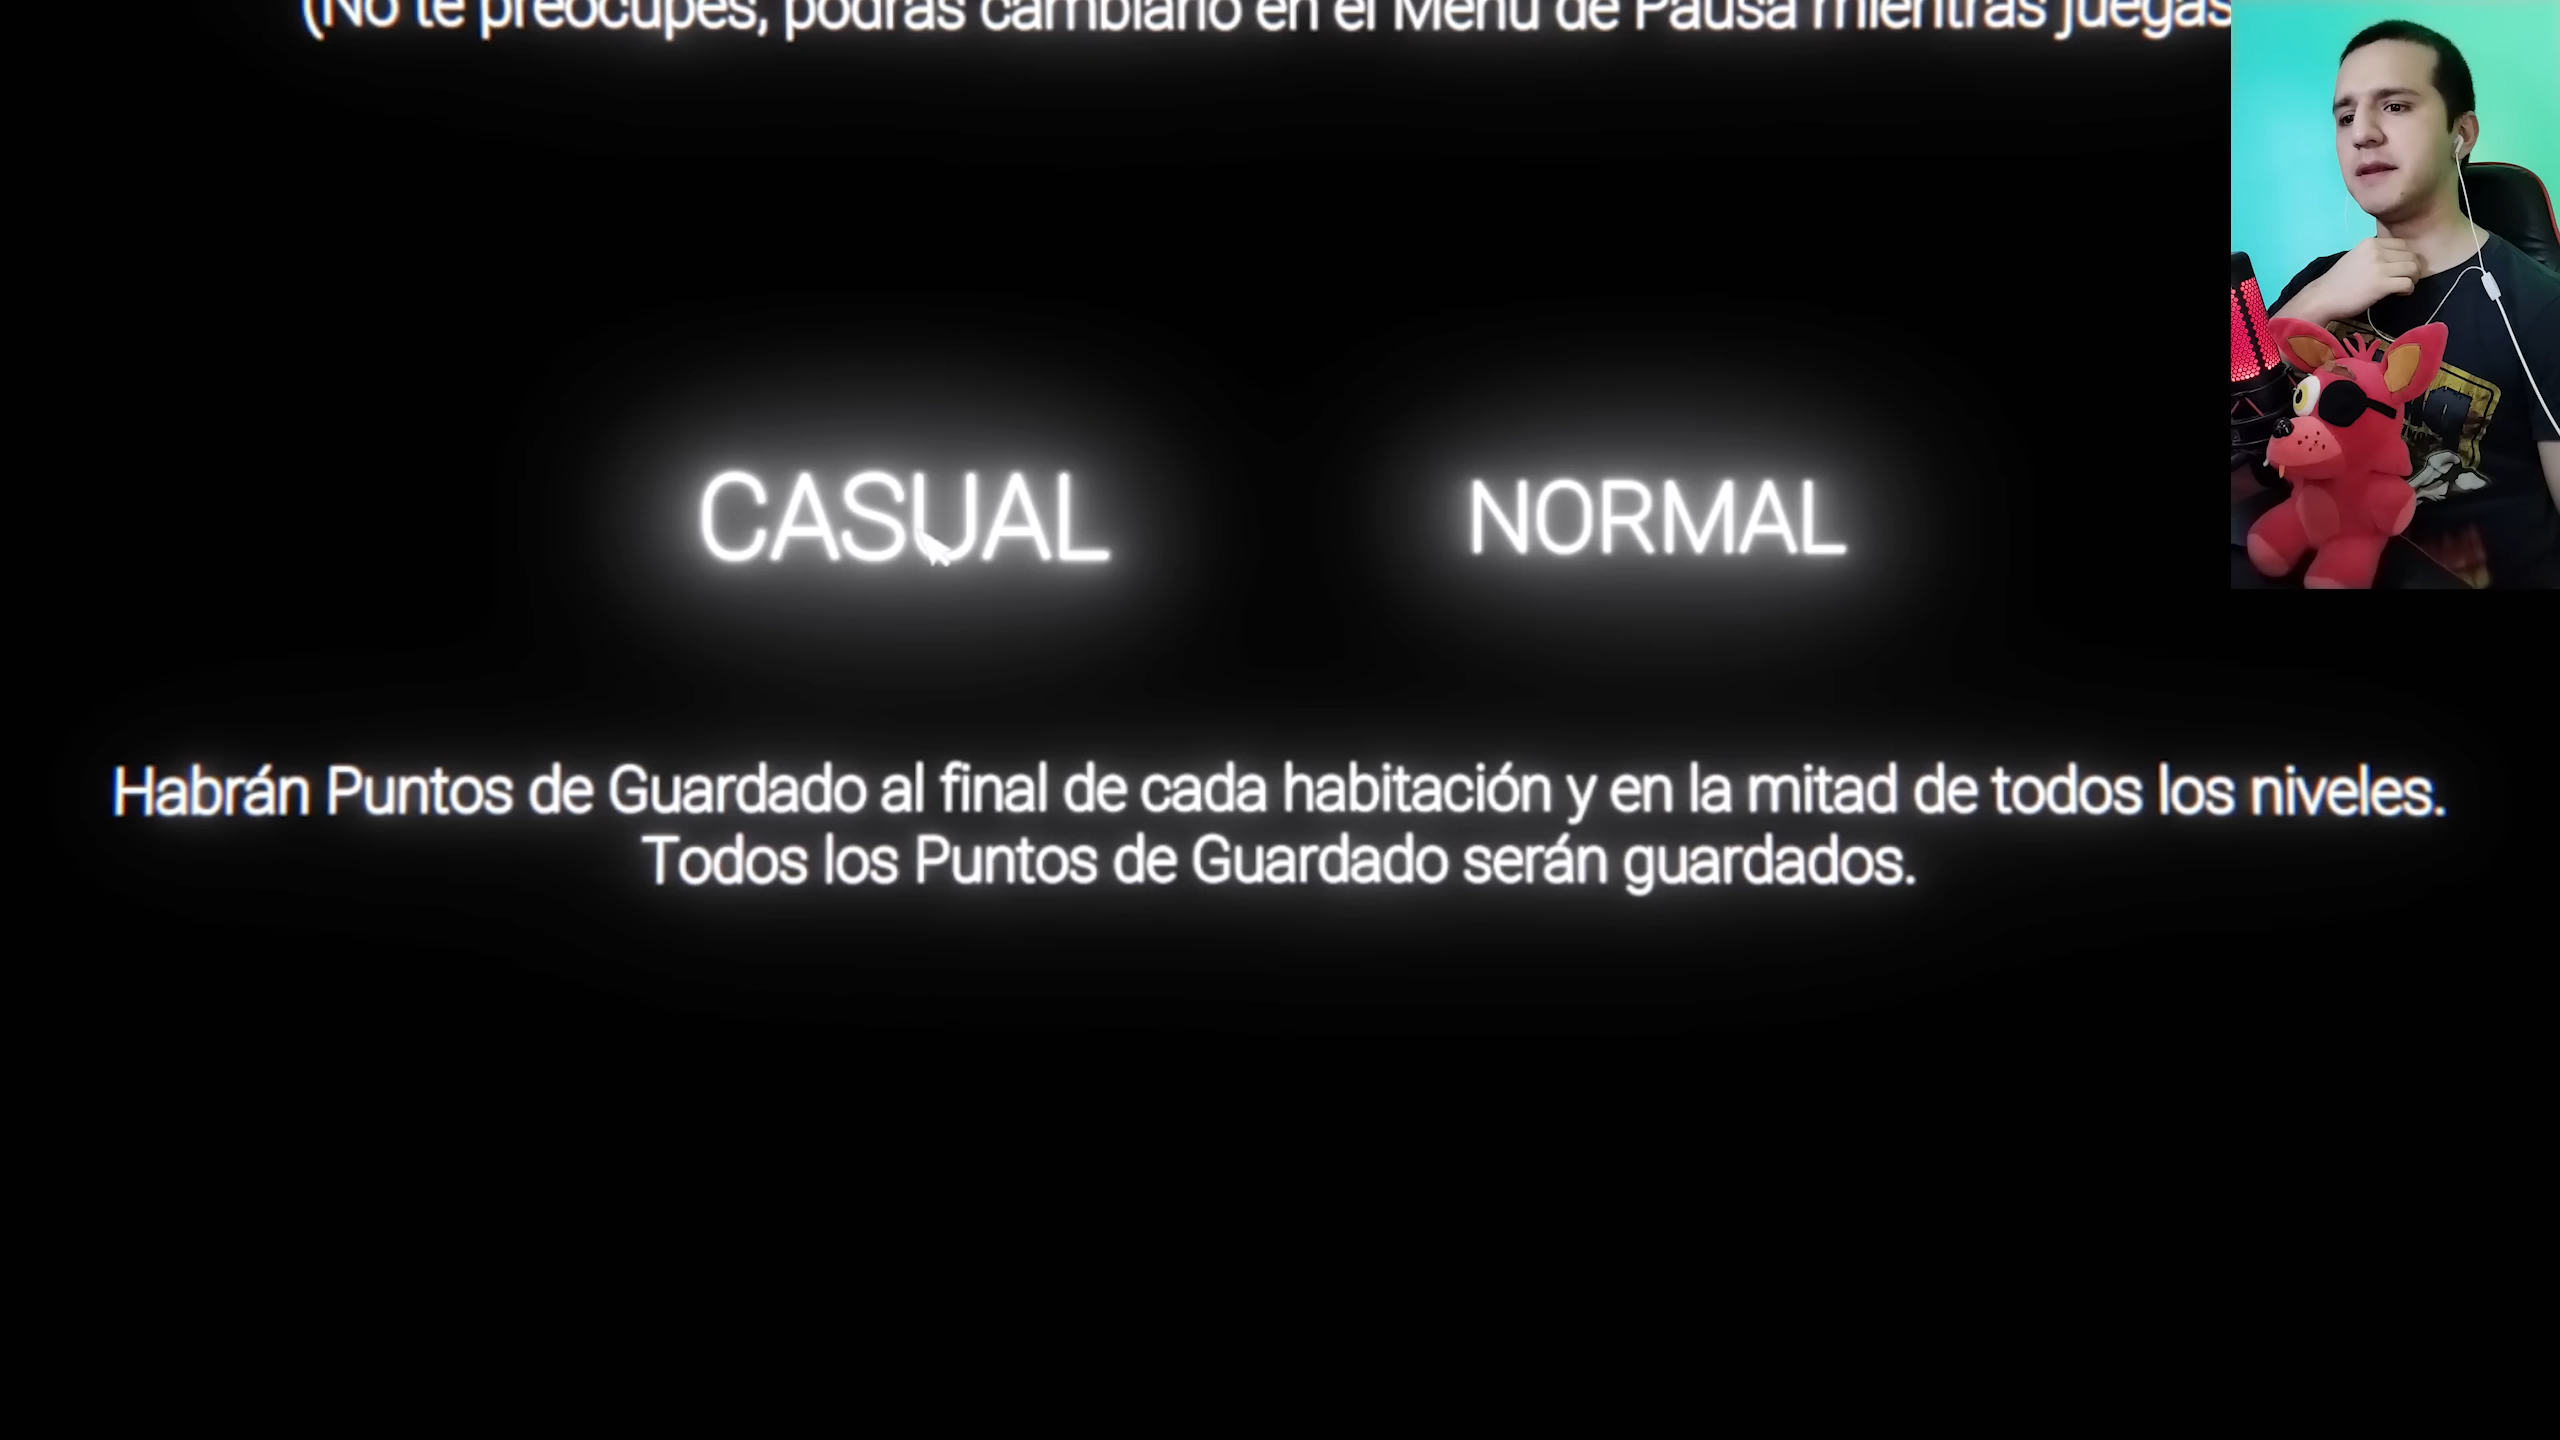 (No te preocupes, podrás cambiarlo en el Menú de Pausa mientras juegas
CASUAL NORMAL
Habrán Puntos de Guardado al final de cada habitación y en la mitad de todos los niveles.
Todos los Puntos de Guardado serán guardados.